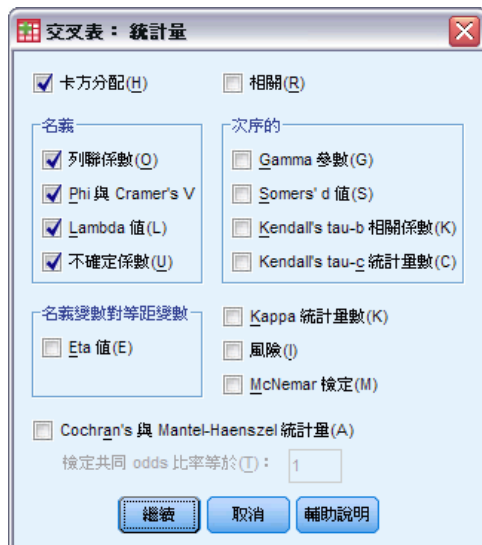 交叉表：統計量
卡方分配(H)
相關(R)
名義
列聯係數(O)
Phi 與 Cramer's V
Lambda 值(L)
不確定係數(U)
次序的
Gamma 參數(G)
Somers' d 值(S)
Kendall's tau-b 相關係數(K)
Kendall's tau-c 統計量數(C)
名義變數對等距變數
Eta 值(E)
Kappa 統計量數(K)
風險(I)
McNemar 檢定(M)
Cochran's 與 Mantel-Haenszel 統計量(A)
檢定共同 odds 比率等於(T)： 1
繼續 取消 輔助說明